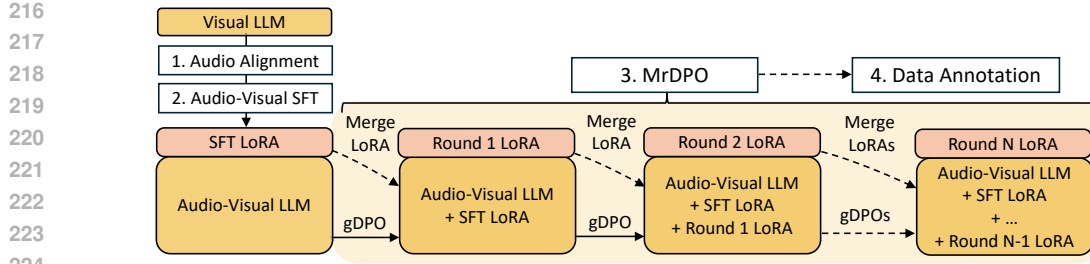 216
217
218
219
220
221
222
223
224
Visual LLM
1. Audio Alignment
2. Audio-Visual SFT
3. MrDPO
4. Data Annotation
SFT LoRA
Audio-Visual LLM
Merge
LoRA
gDPO
Round 1 LoRA
Audio-Visual LLM
+ SFT LoRA
Merge
LoRA
gDPO
Round 2 LoRA
Audio-Visual LLM
+ SFT LoRA
+ Round 1 LoRA
Merge
LoRAs
gDPOs
Round N LoRA
Audio-Visual LLM
+ SFT LoRA
+ ...
+ Round N-1 LoRA